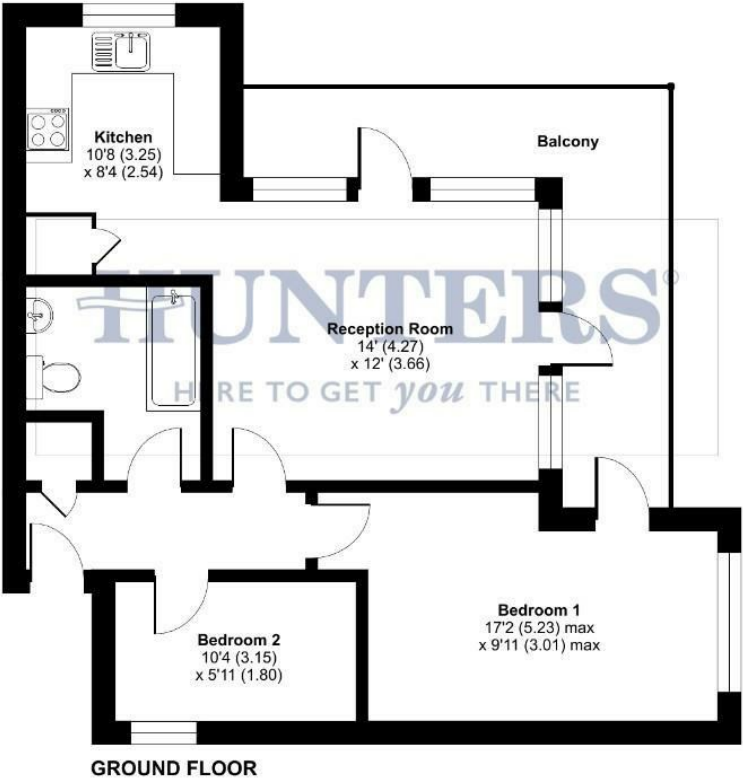 Kitchen
10'8 (3.25)
x 8'4 (2.54)
Balcony
HUNTERS®
Reception Room
14' (4.27)
x 12' (3.66)
HERE TO GET you THERE
Bedroom 1
17'2 (5.23) max
x 9'11 (3.01) max
Bedroom 2
10'4 (3.15)
x 5'11 (1.80)
GROUND FLOOR